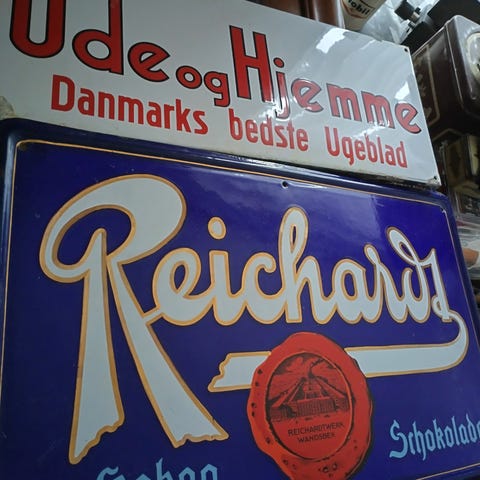 Ude og Hjemme
Danmarks bedste Ugeblad
Reichardt
REICHARDTWERK
WANDSBEK
Schokolade